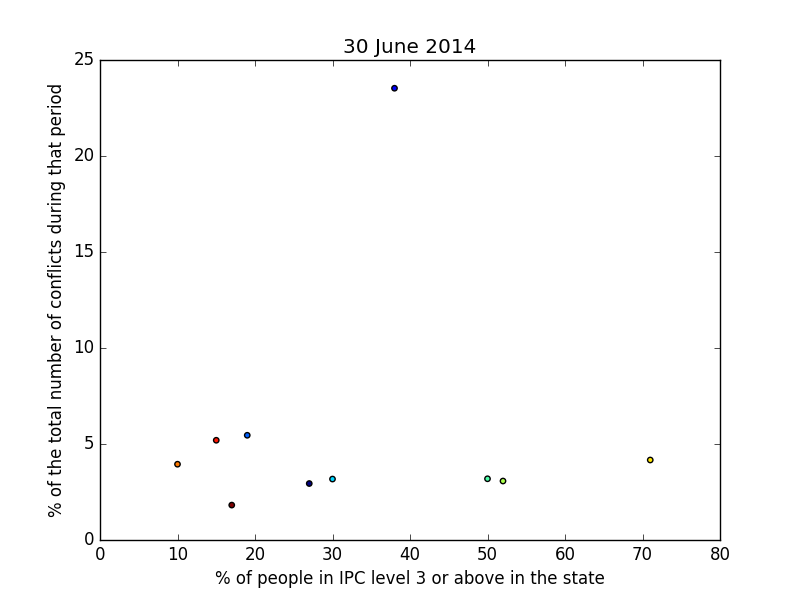 30 June 2014
% of the total number of conflicts during that period
25
20
15
10
5
0
0 10 20 30 40 50 60 70 80
% of people in IPC level 3 or above in the state